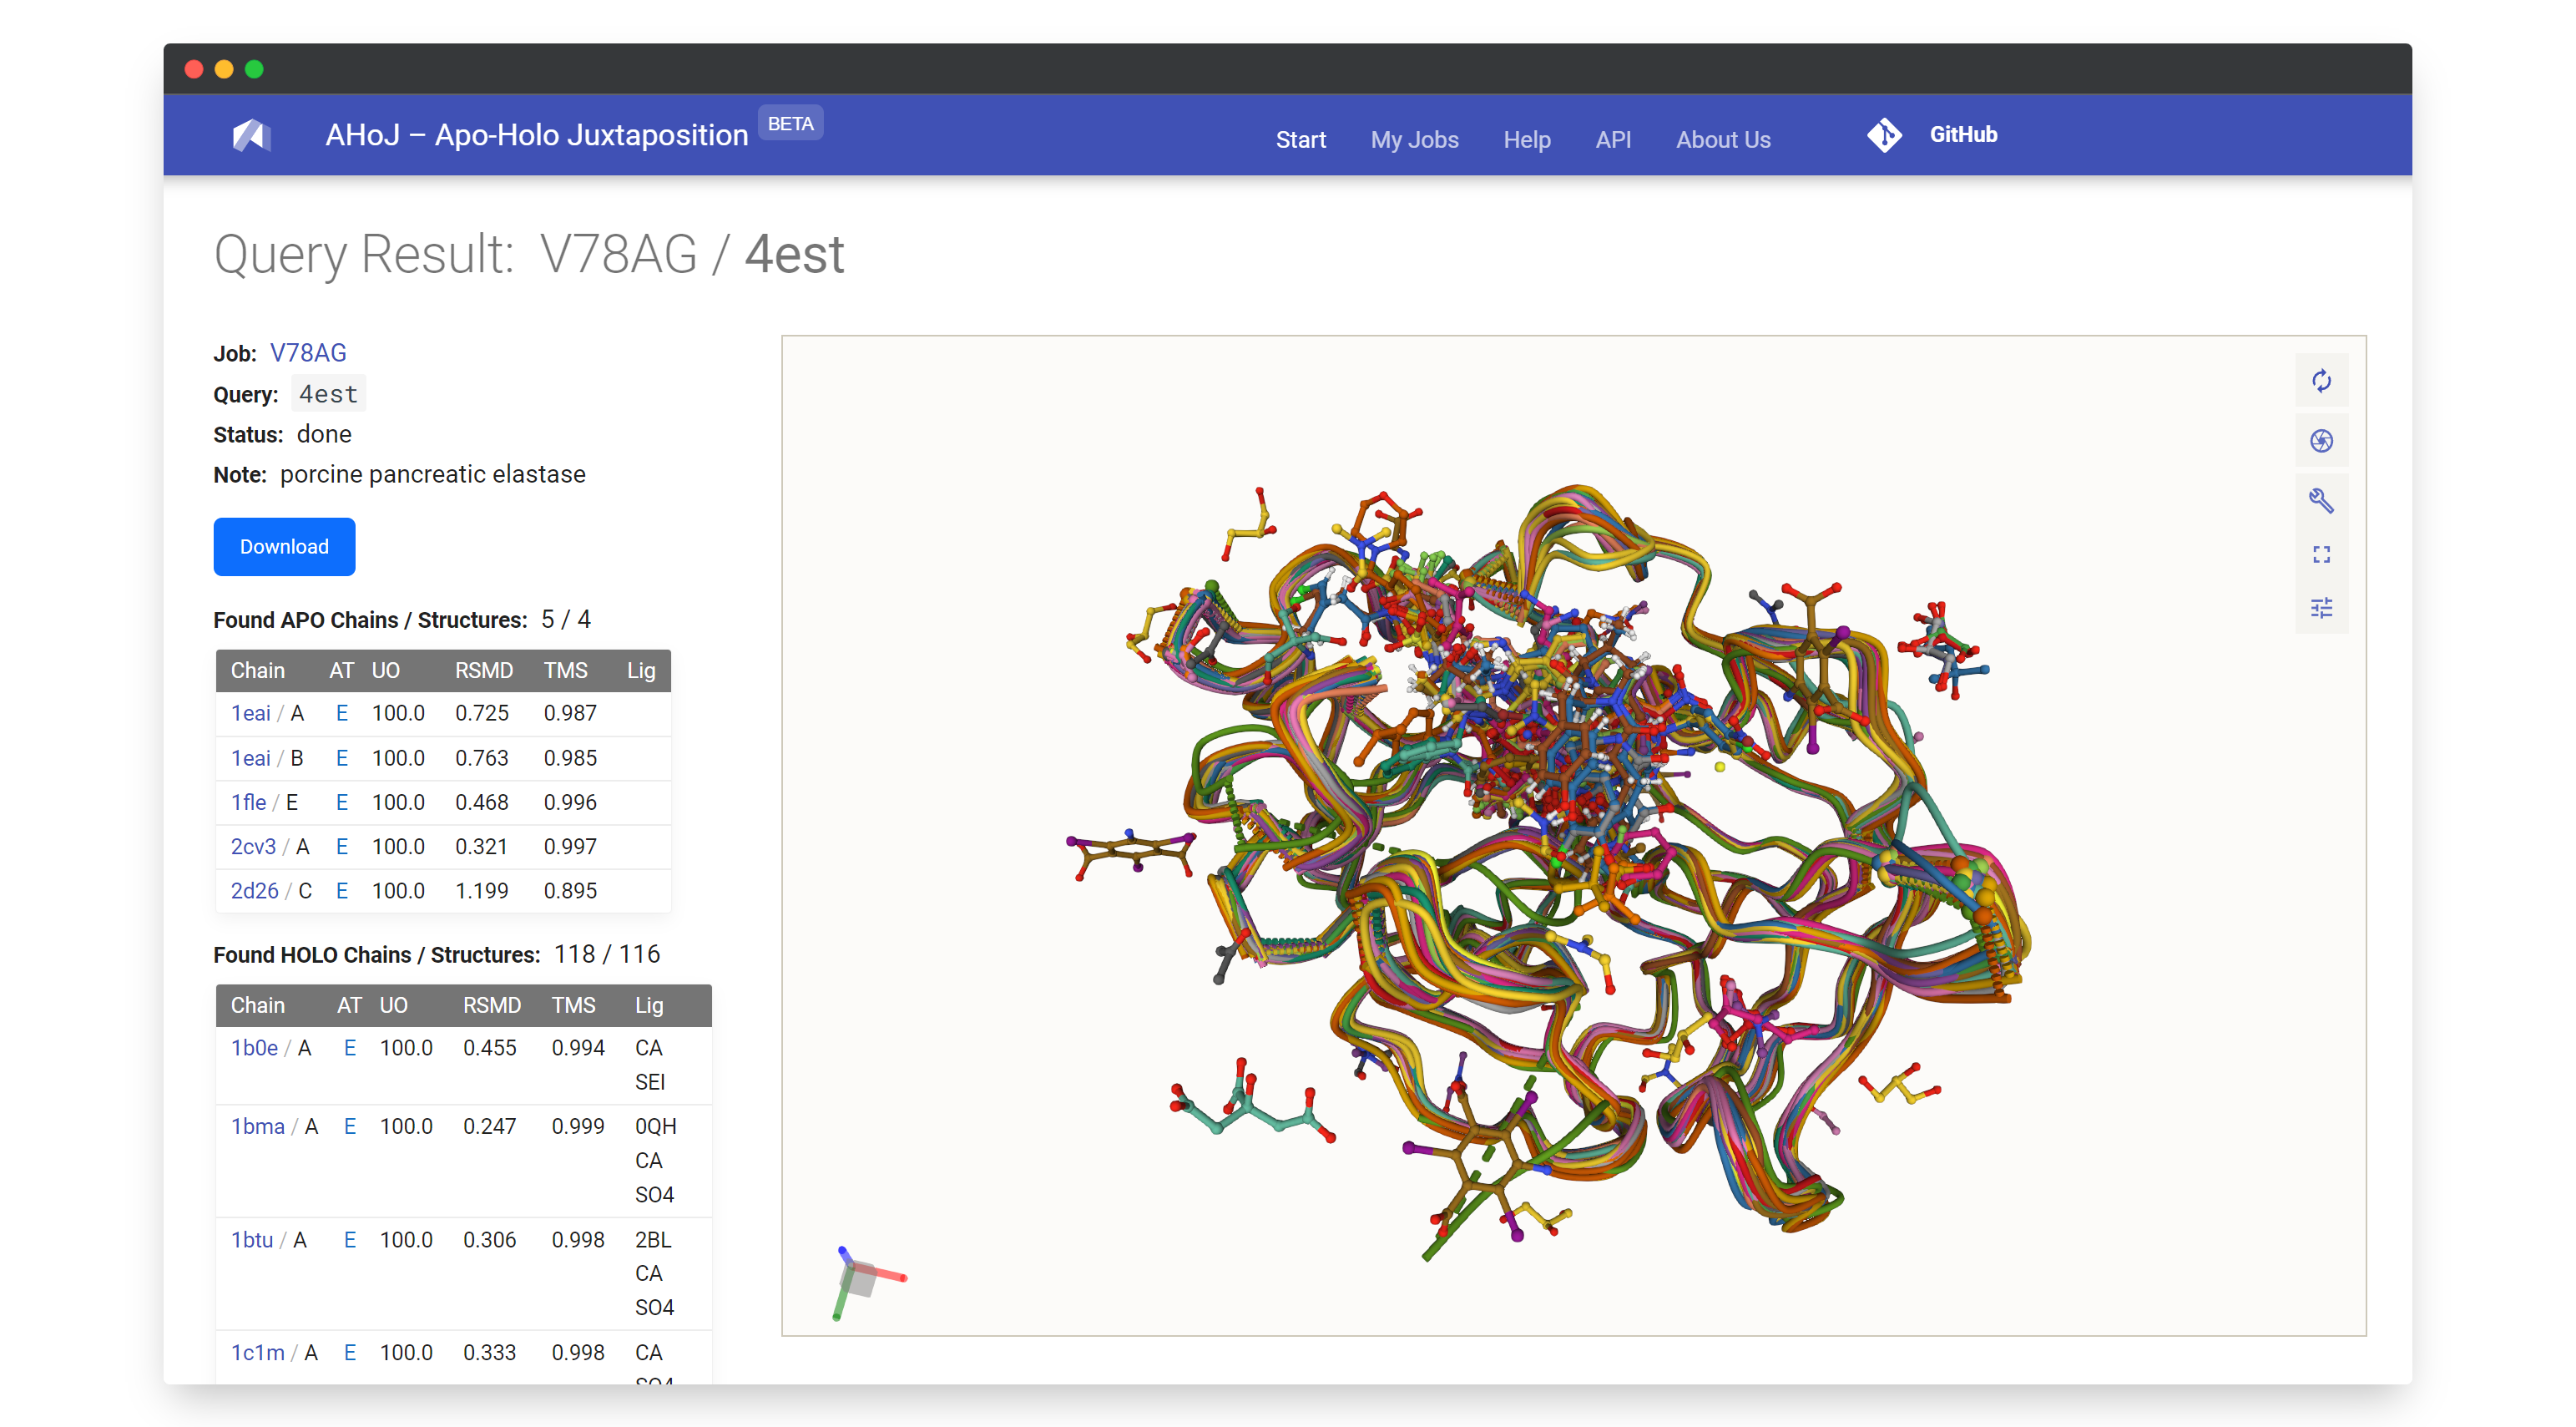 AHoJ – Apo-Holo Juxtaposition BETA
Start My Jobs Help API About Us GitHub
Query Result: V78AG / 4est
Job: V78AG
Query: 4est
Status: done
Note: porcine pancreatic elastase
Download
Found APO Chains / Structures: 5 / 4
Chain AT UO RSMD TMS Lig
1eai / A E 100.0 0.725 0.987
1eai / B E 100.0 0.763 0.985
1fle / E E 100.0 0.468 0.996
2cv3 / A E 100.0 0.321 0.997
2d26 / C E 100.0 1.199 0.895
Found HOLO Chains / Structures: 118 / 116
Chain AT UO RSMD TMS Lig
1b0e / A E 100.0 0.455 0.994 CA
SEI
1bma / A E 100.0 0.247 0.999 0QH
CA
SO4
1btu / A E 100.0 0.306 0.998 2BL
CA
SO4
1c1m / A E 100.0 0.333 0.998 CA